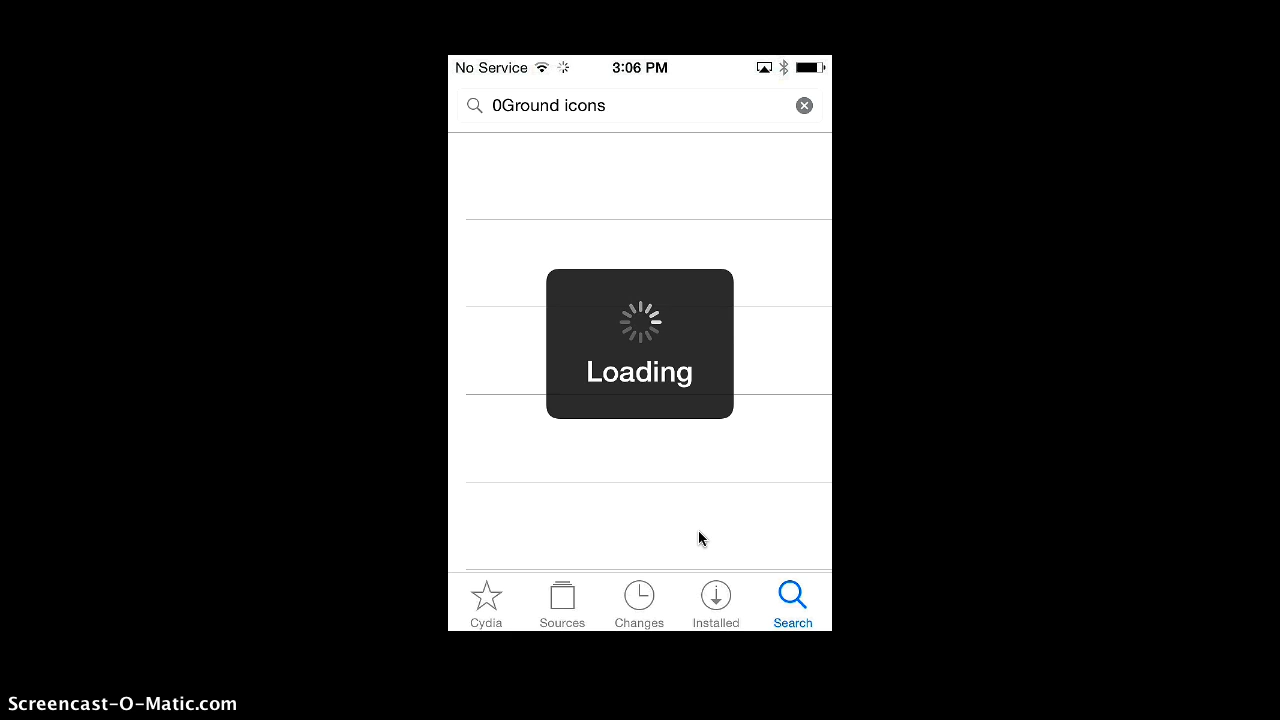 No Service 3:06 PM
0Ground icons
Loading
Cydia Sources Changes Installed Search
Screencast-O-Matic.com